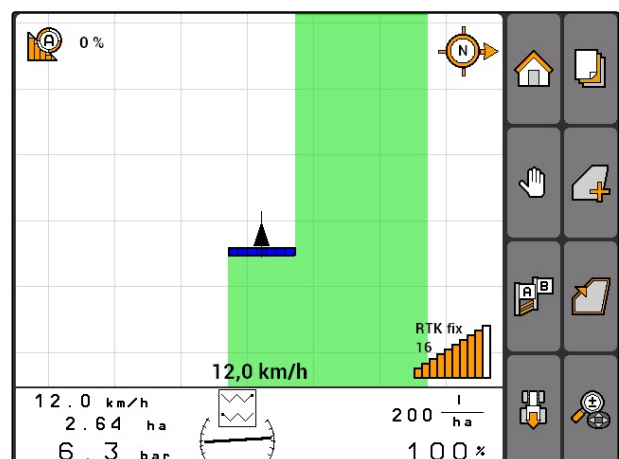 A 0 %
N
A B
RTK fix
16
12,0 km/h
12.0 km/h
2.64 ha
6.3 bar
200 l/ha
100%